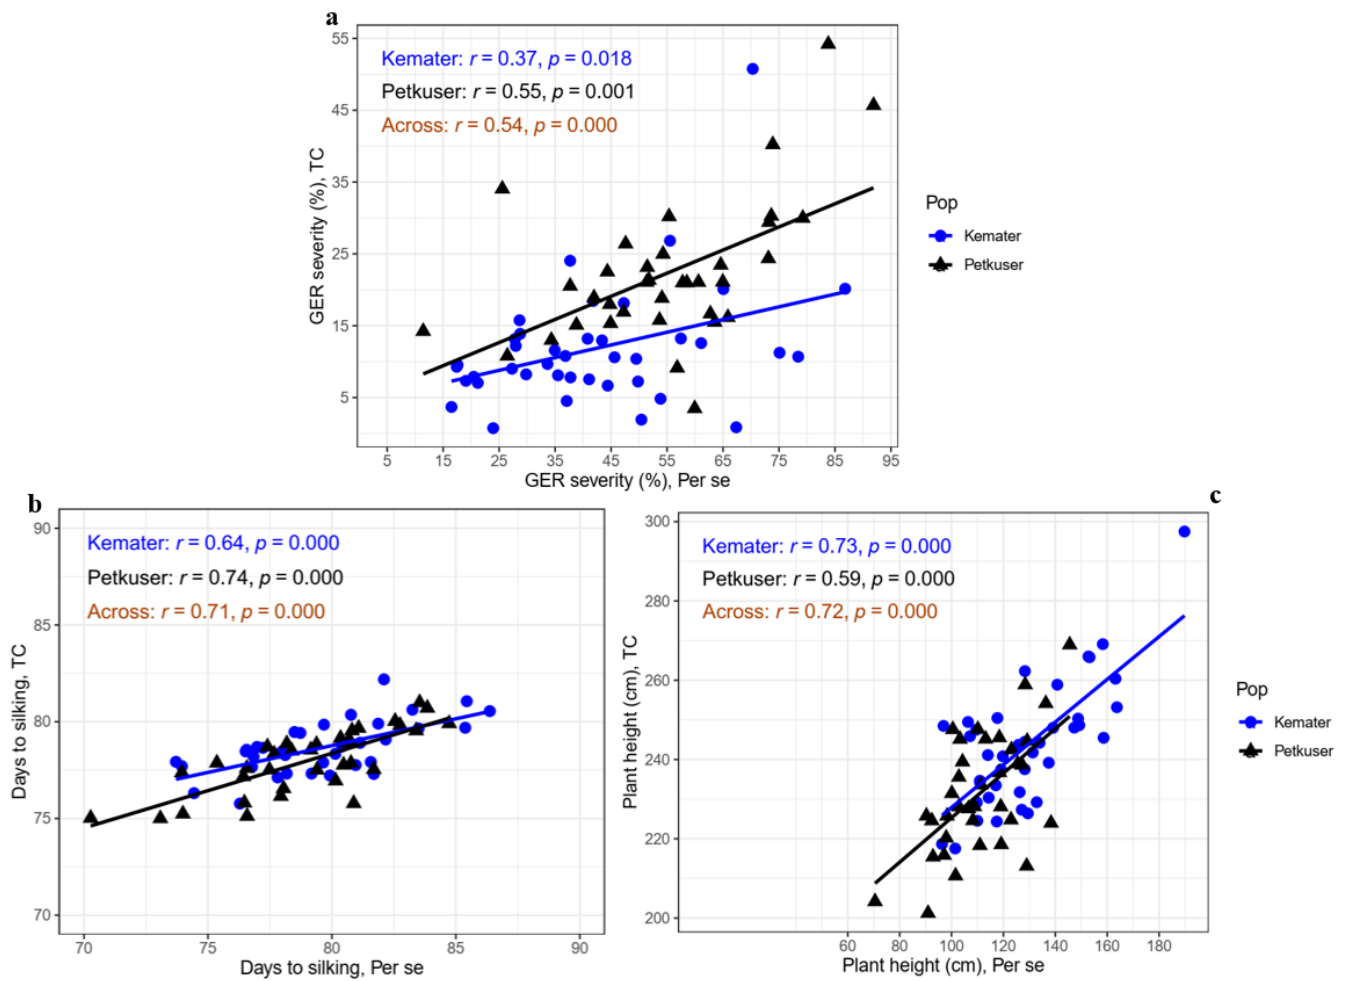 a
Kemater: r = 0.37, p = 0.018
Petkuser: r = 0.55, p = 0.001
Across: r = 0.54, p = 0.000
GER severity (%), TC
55
45
35
25
15
5
5 15 25 35 45 55 65 75 85 95
GER severity (%), Per se
Pop
Kemater
Petkuser
b
Kemater: r = 0.64, p = 0.000
Petkuser: r = 0.74, p = 0.000
Across: r = 0.71, p = 0.000
Days to silking, TC
90
85
80
75
70
70 75 80 85 90
Days to silking, Per se
c
Kemater: r = 0.73, p = 0.000
Petkuser: r = 0.59, p = 0.000
Across: r = 0.72, p = 0.000
Plant height (cm), TC
300
280
260
240
220
200
60 80 100 120 140 160 180
Plant height (cm), Per se
Pop
Kemater
Petkuser